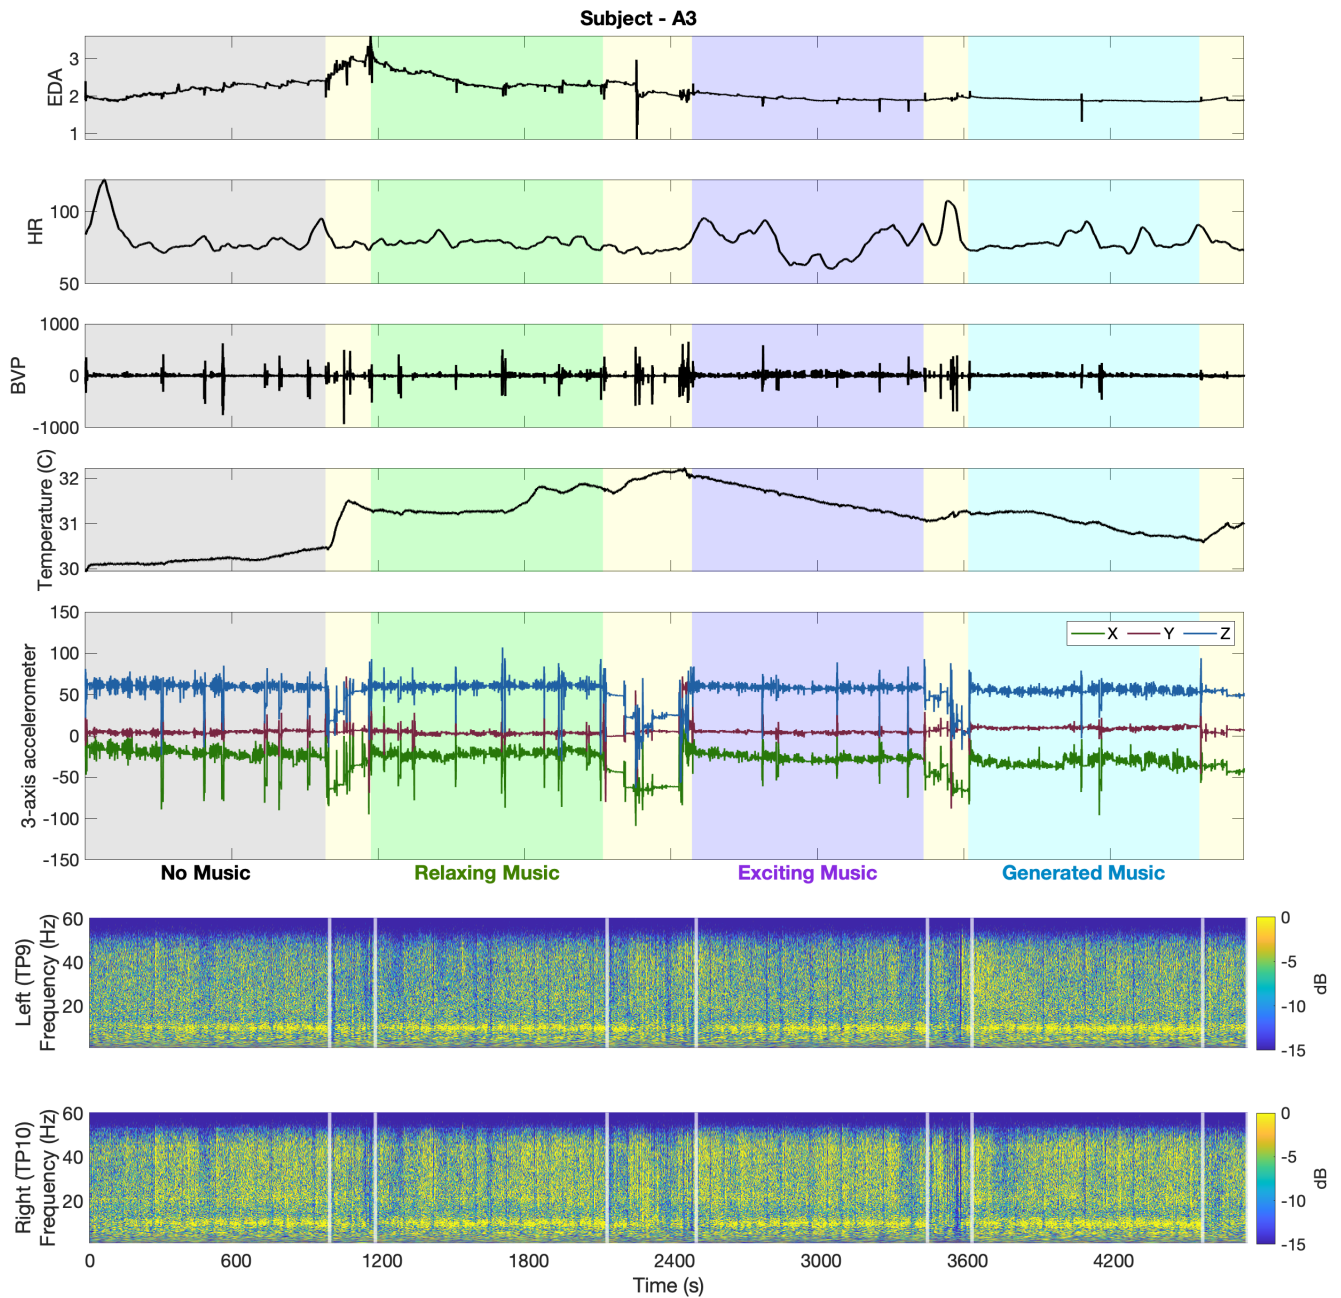 Subject - A3
EDA
3
2
1
HR
100
50
BVP
1000
0
-1000
Temperature (C)
32
31
30
3-axis accelerometer
150
100
50
0
-50
-100
-150
X Y Z
No Music Relaxing Music Exciting Music Generated Music
Left (TP9)
Frequency (Hz)
60
40
20
0
-5
-10
-15
dB
Right (TP10)
Frequency (Hz)
60
40
20
0
-5
-10
-15
dB
0 600 1200 1800 2400 3000 3600 4200
Time (s)